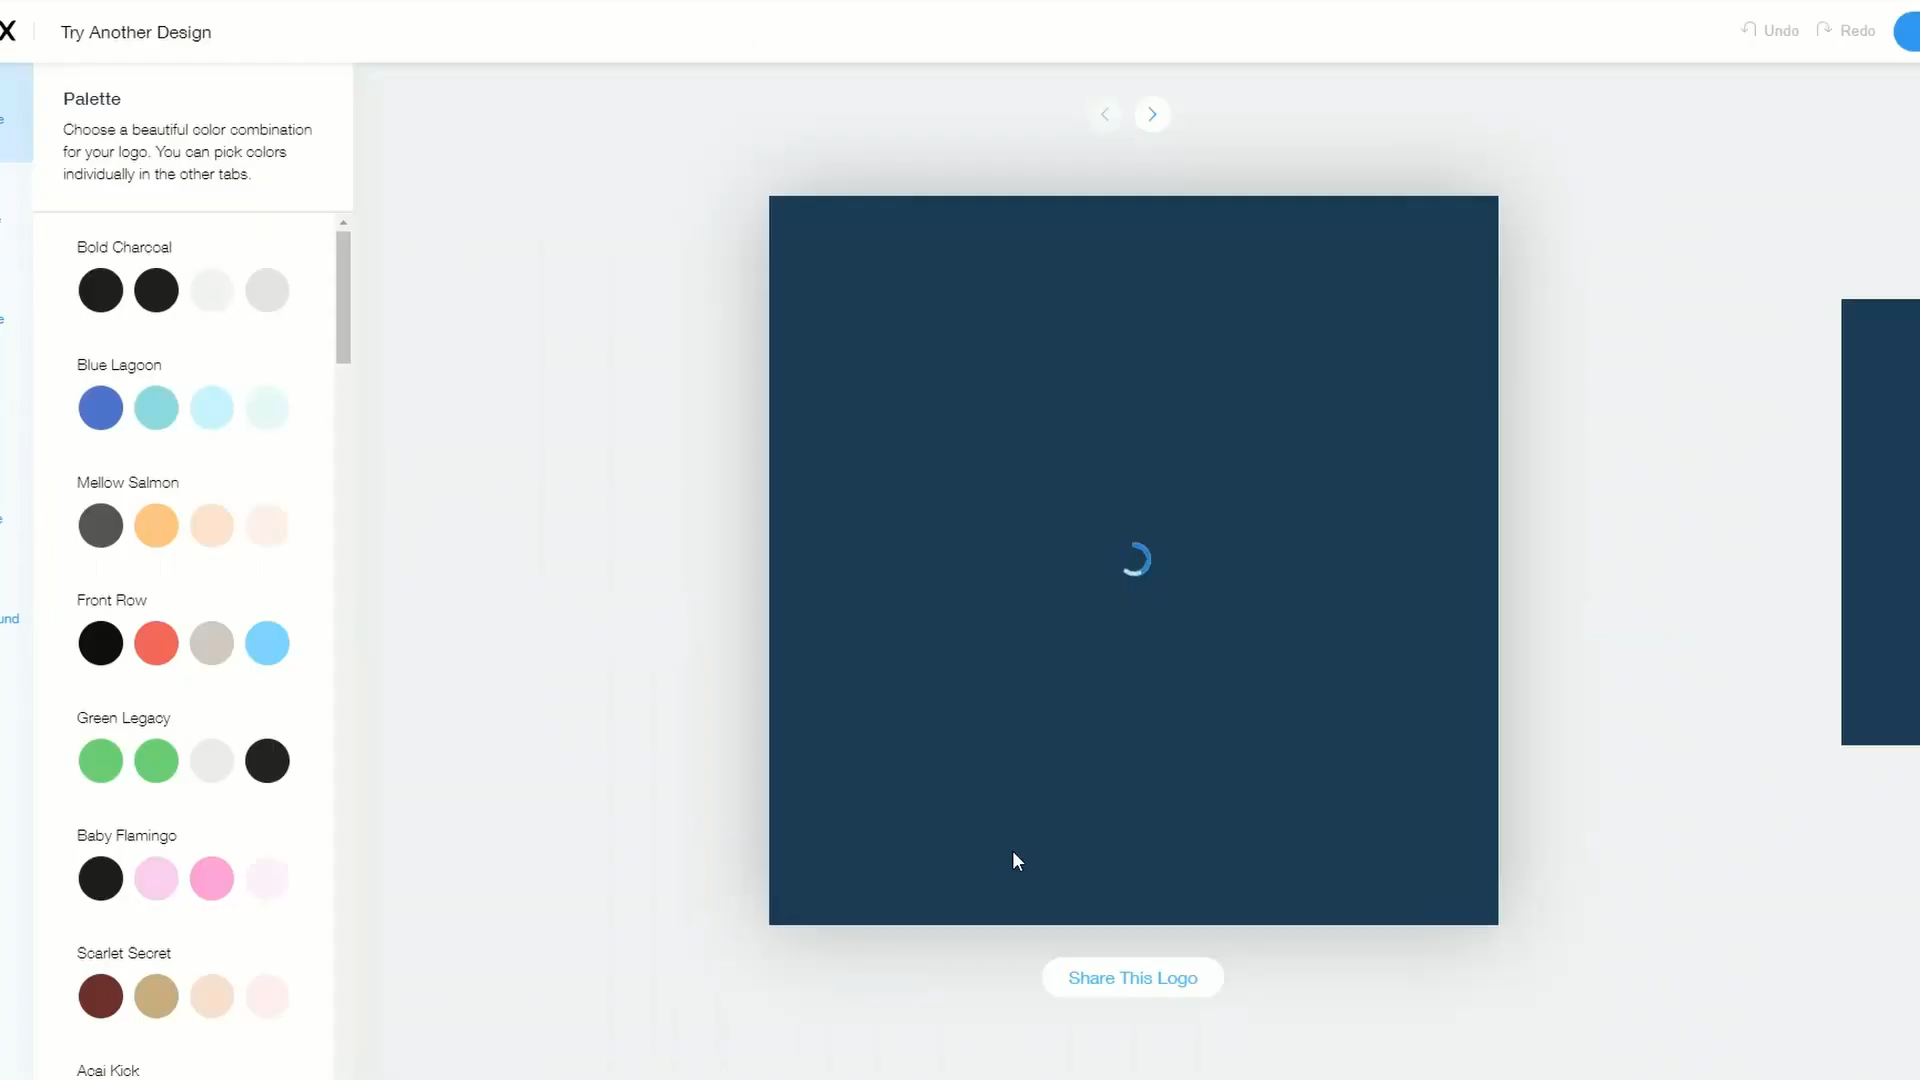 X
Try Another Design
Undo
Redo
Palette
Choose a beautiful color combination
for your logo. You can pick colors
individually in the other tabs.
Bold Charcoal
Blue Lagoon
Mellow Salmon
Front Row
Green Legacy
Baby Flamingo
Scarlet Secret
Acai Kick
und
Share This Logo